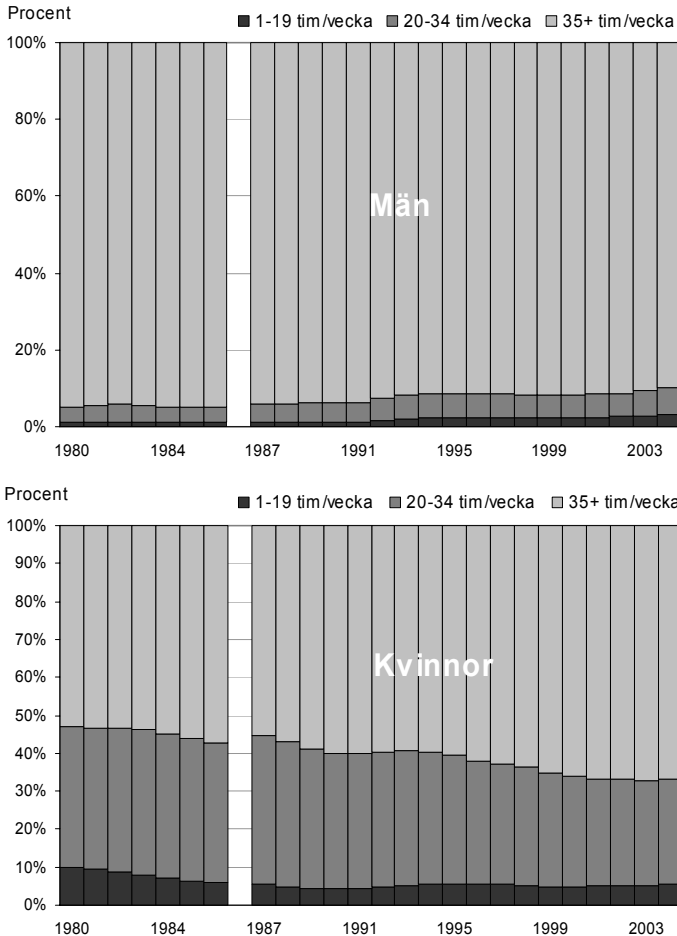 Procent
1-19 tim/vecka 20-34 tim/vecka 35+ tim/vecka
100%
80%
60%
Män
40%
20%
0%
1980 1984 1987 1991 1995 1999 2003
Procent
1-19 tim/vecka 20-34 tim/vecka 35+ tim/vecka
100%
90%
80%
70%
60%
Kvinnor
50%
40%
30%
20%
10%
0%
1980 1984 1987 1991 1995 1999 2003